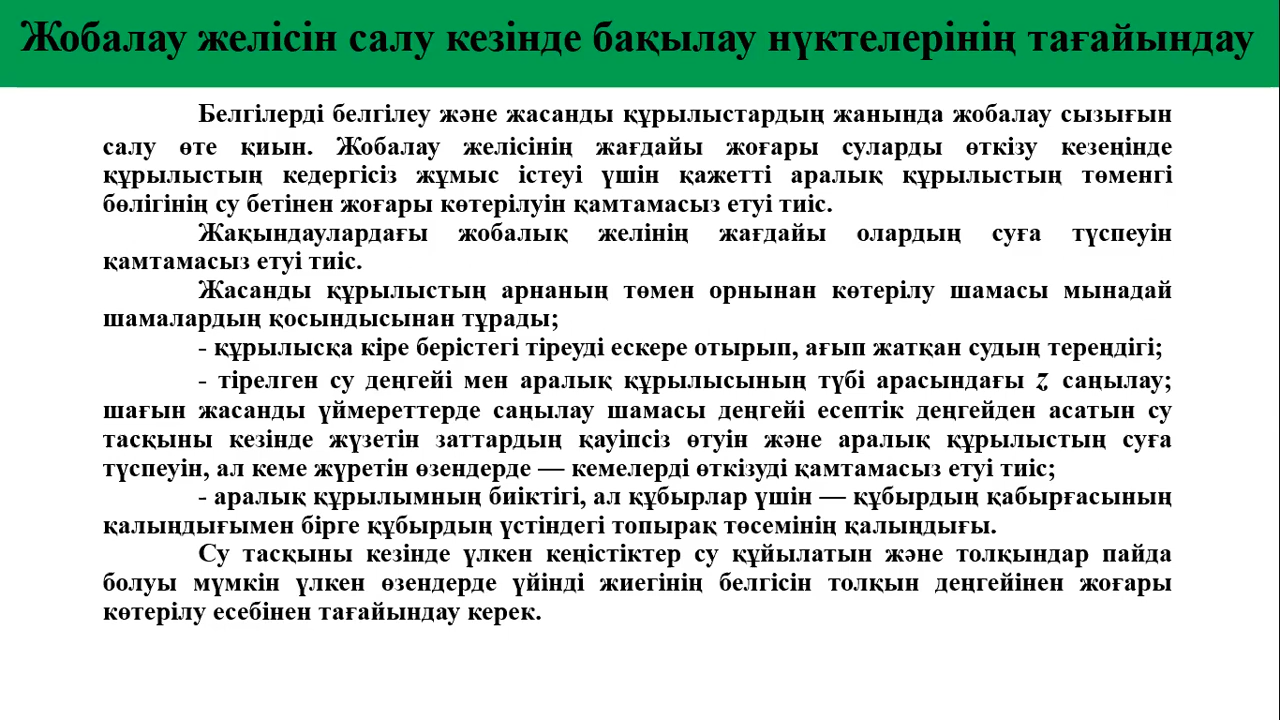 Жобалау желісін салу кезінде бақылау нүктелерінің тағайындау
Белгілерді белгілеу және жасанды құрылыстардың жанында жобалау сызығын
салу өте қиын. Жобалау желісінің жағдайы жоғары суларды өткізу кезеңінде
құрылыстың кедергісіз жұмыс істеуі үшін қажетті аралық құрылыстың төменгі
бөлігінің су бетінен жоғары көтерілуін қамтамасыз етуі тиіс.
Жақындаулардағы жобалық желінің жағдайы олардың суға түспеуін
қамтамасыз етуі тиіс.
Жасанды құрылыстың арнаның төмен орнынан көтерілу шамасы мынадай
шамалардың қосындысынан тұрады;
- құрылысқа кіре берістегі тіреуді ескере отырып, ағып жатқан судың тереңдігі;
- тірелген су деңгейі мен аралық құрылысының түбі арасындағы z саңылау;
шағын жасанды үймереттерде саңылау шамасы деңгейі есептік деңгейден асатын су
тасқыны кезінде жүзетін заттардың қауіпсіз өтуін және аралық құрылыстың суға
түспеуін, ал кеме жүретін өзендерде — кемелерді өткізуді қамтамасыз етуі тиіс;
- аралық құрылымның биіктігі, ал құбырлар үшін — құбырдың қабырғасының
қалыңдығымен бірге құбырдың үстіндегі топырақ төсемінің қалыңдығы.
Су тасқыны кезінде үлкен кеңістіктер су құйылатын және толқындар пайда
болуы мүмкін үлкен өзендерде үйінді жиегінің белгісін толқын деңгейінен жоғары
көтерілу есебінен тағайындау керек.